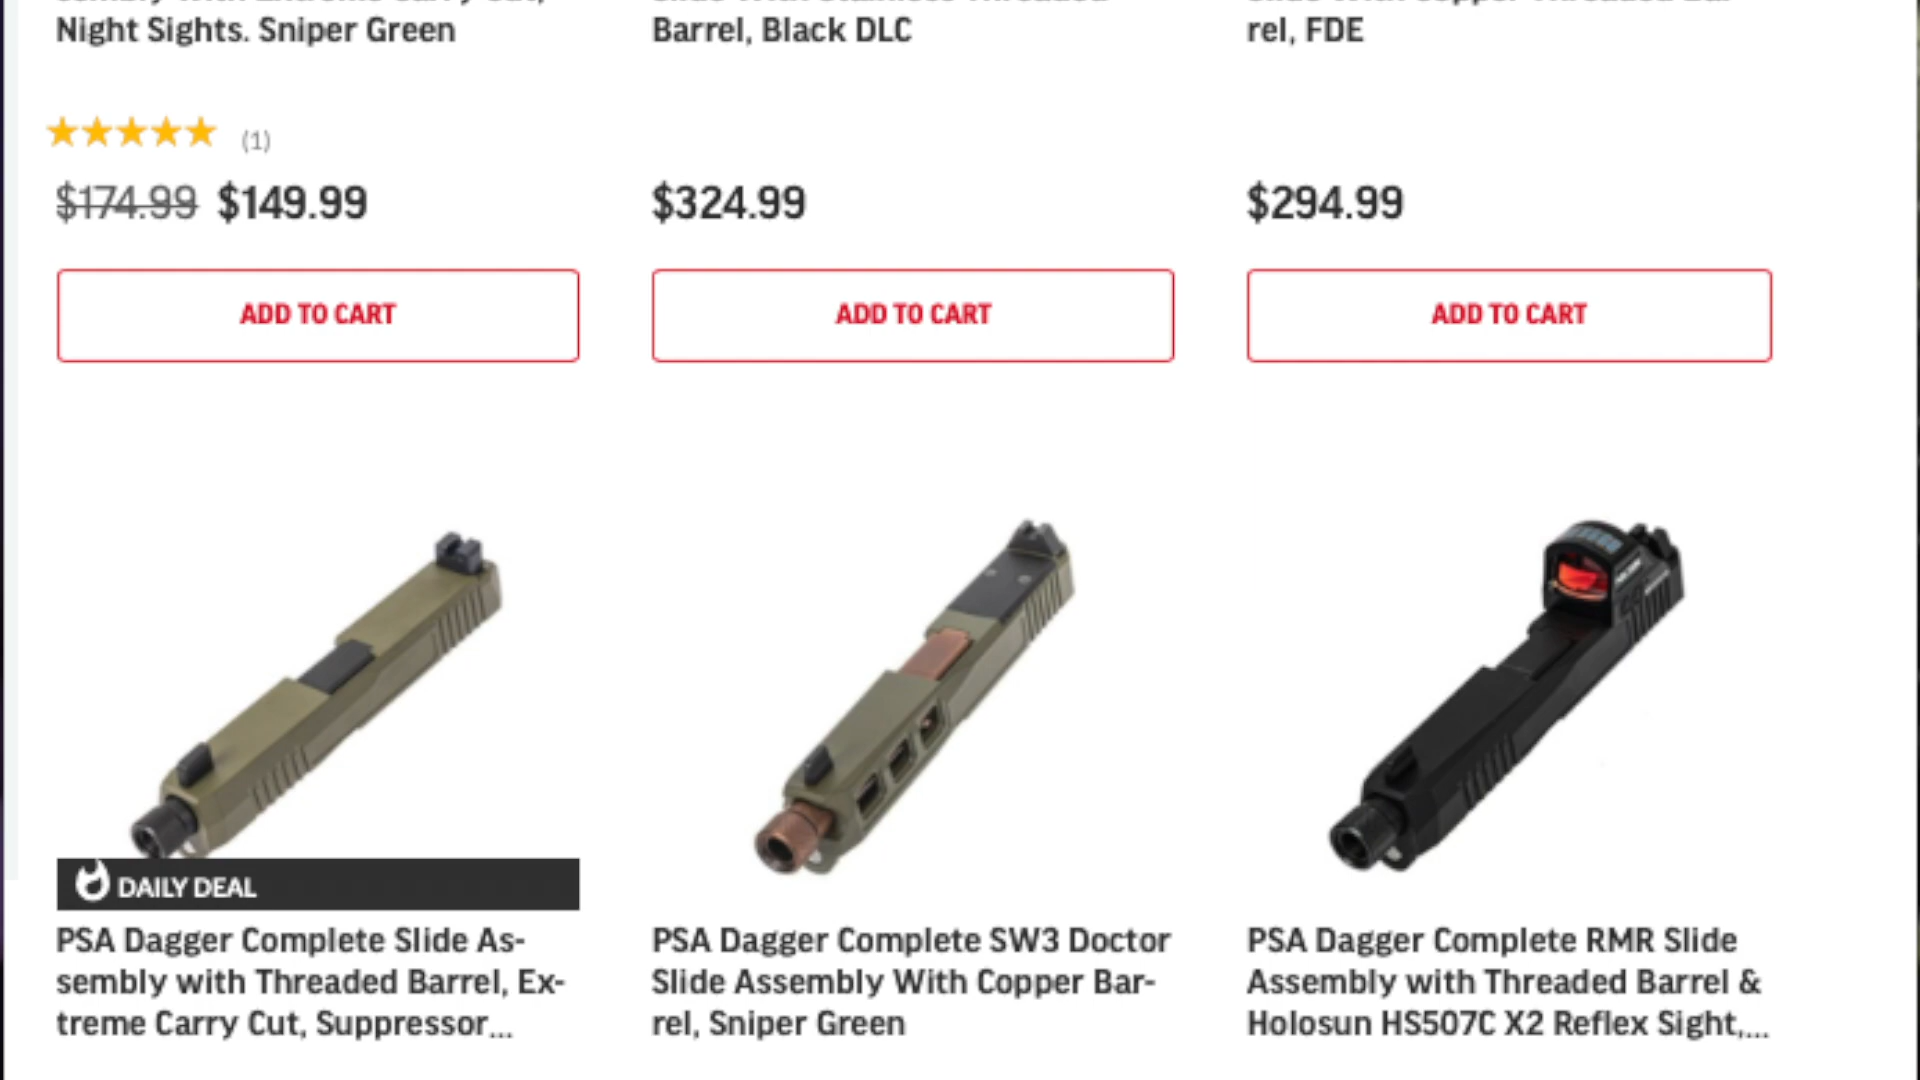 Night Sights. Sniper Green
Barrel, Black DLC
rel, FDE
(1)
$174.99 $149.99
$324.99
$294.99
ADD TO CART
ADD TO CART
ADD TO CART
DAILY DEAL
PSA Dagger Complete Slide As-
sembly with Threaded Barrel, Ex-
treme Carry Cut, Suppressor...
PSA Dagger Complete SW3 Doctor
Slide Assembly With Copper Bar-
rel, Sniper Green
PSA Dagger Complete RMR Slide
Assembly with Threaded Barrel &
Holosun HS507C X2 Reflex Sight,...